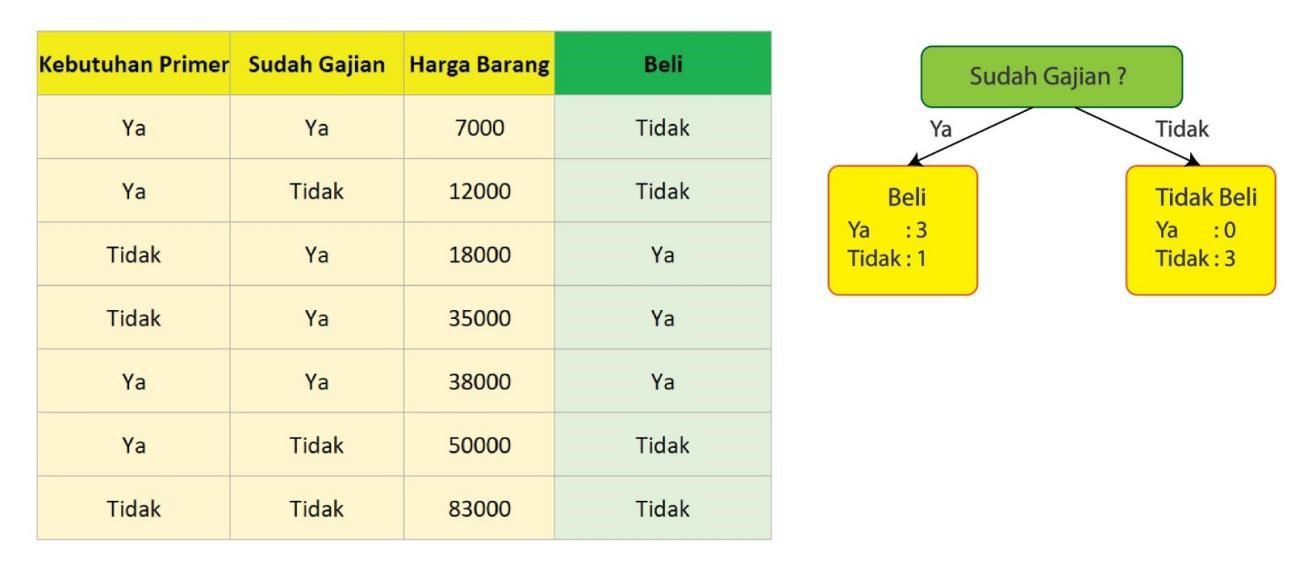 Kebutuhan Primer Sudah Gajian Harga Barang Beli
Ya Ya 7000 Tidak
Ya Tidak 12000 Tidak
Tidak Ya 18000 Ya
Tidak Ya 35000 Ya
Ya Ya 38000 Ya
Ya Tidak 50000 Tidak
Tidak Tidak 83000 Tidak
Sudah Gajian ?
Ya Tidak
Beli
Ya : 3
Tidak : 1
Tidak Beli
Ya : 0
Tidak : 3